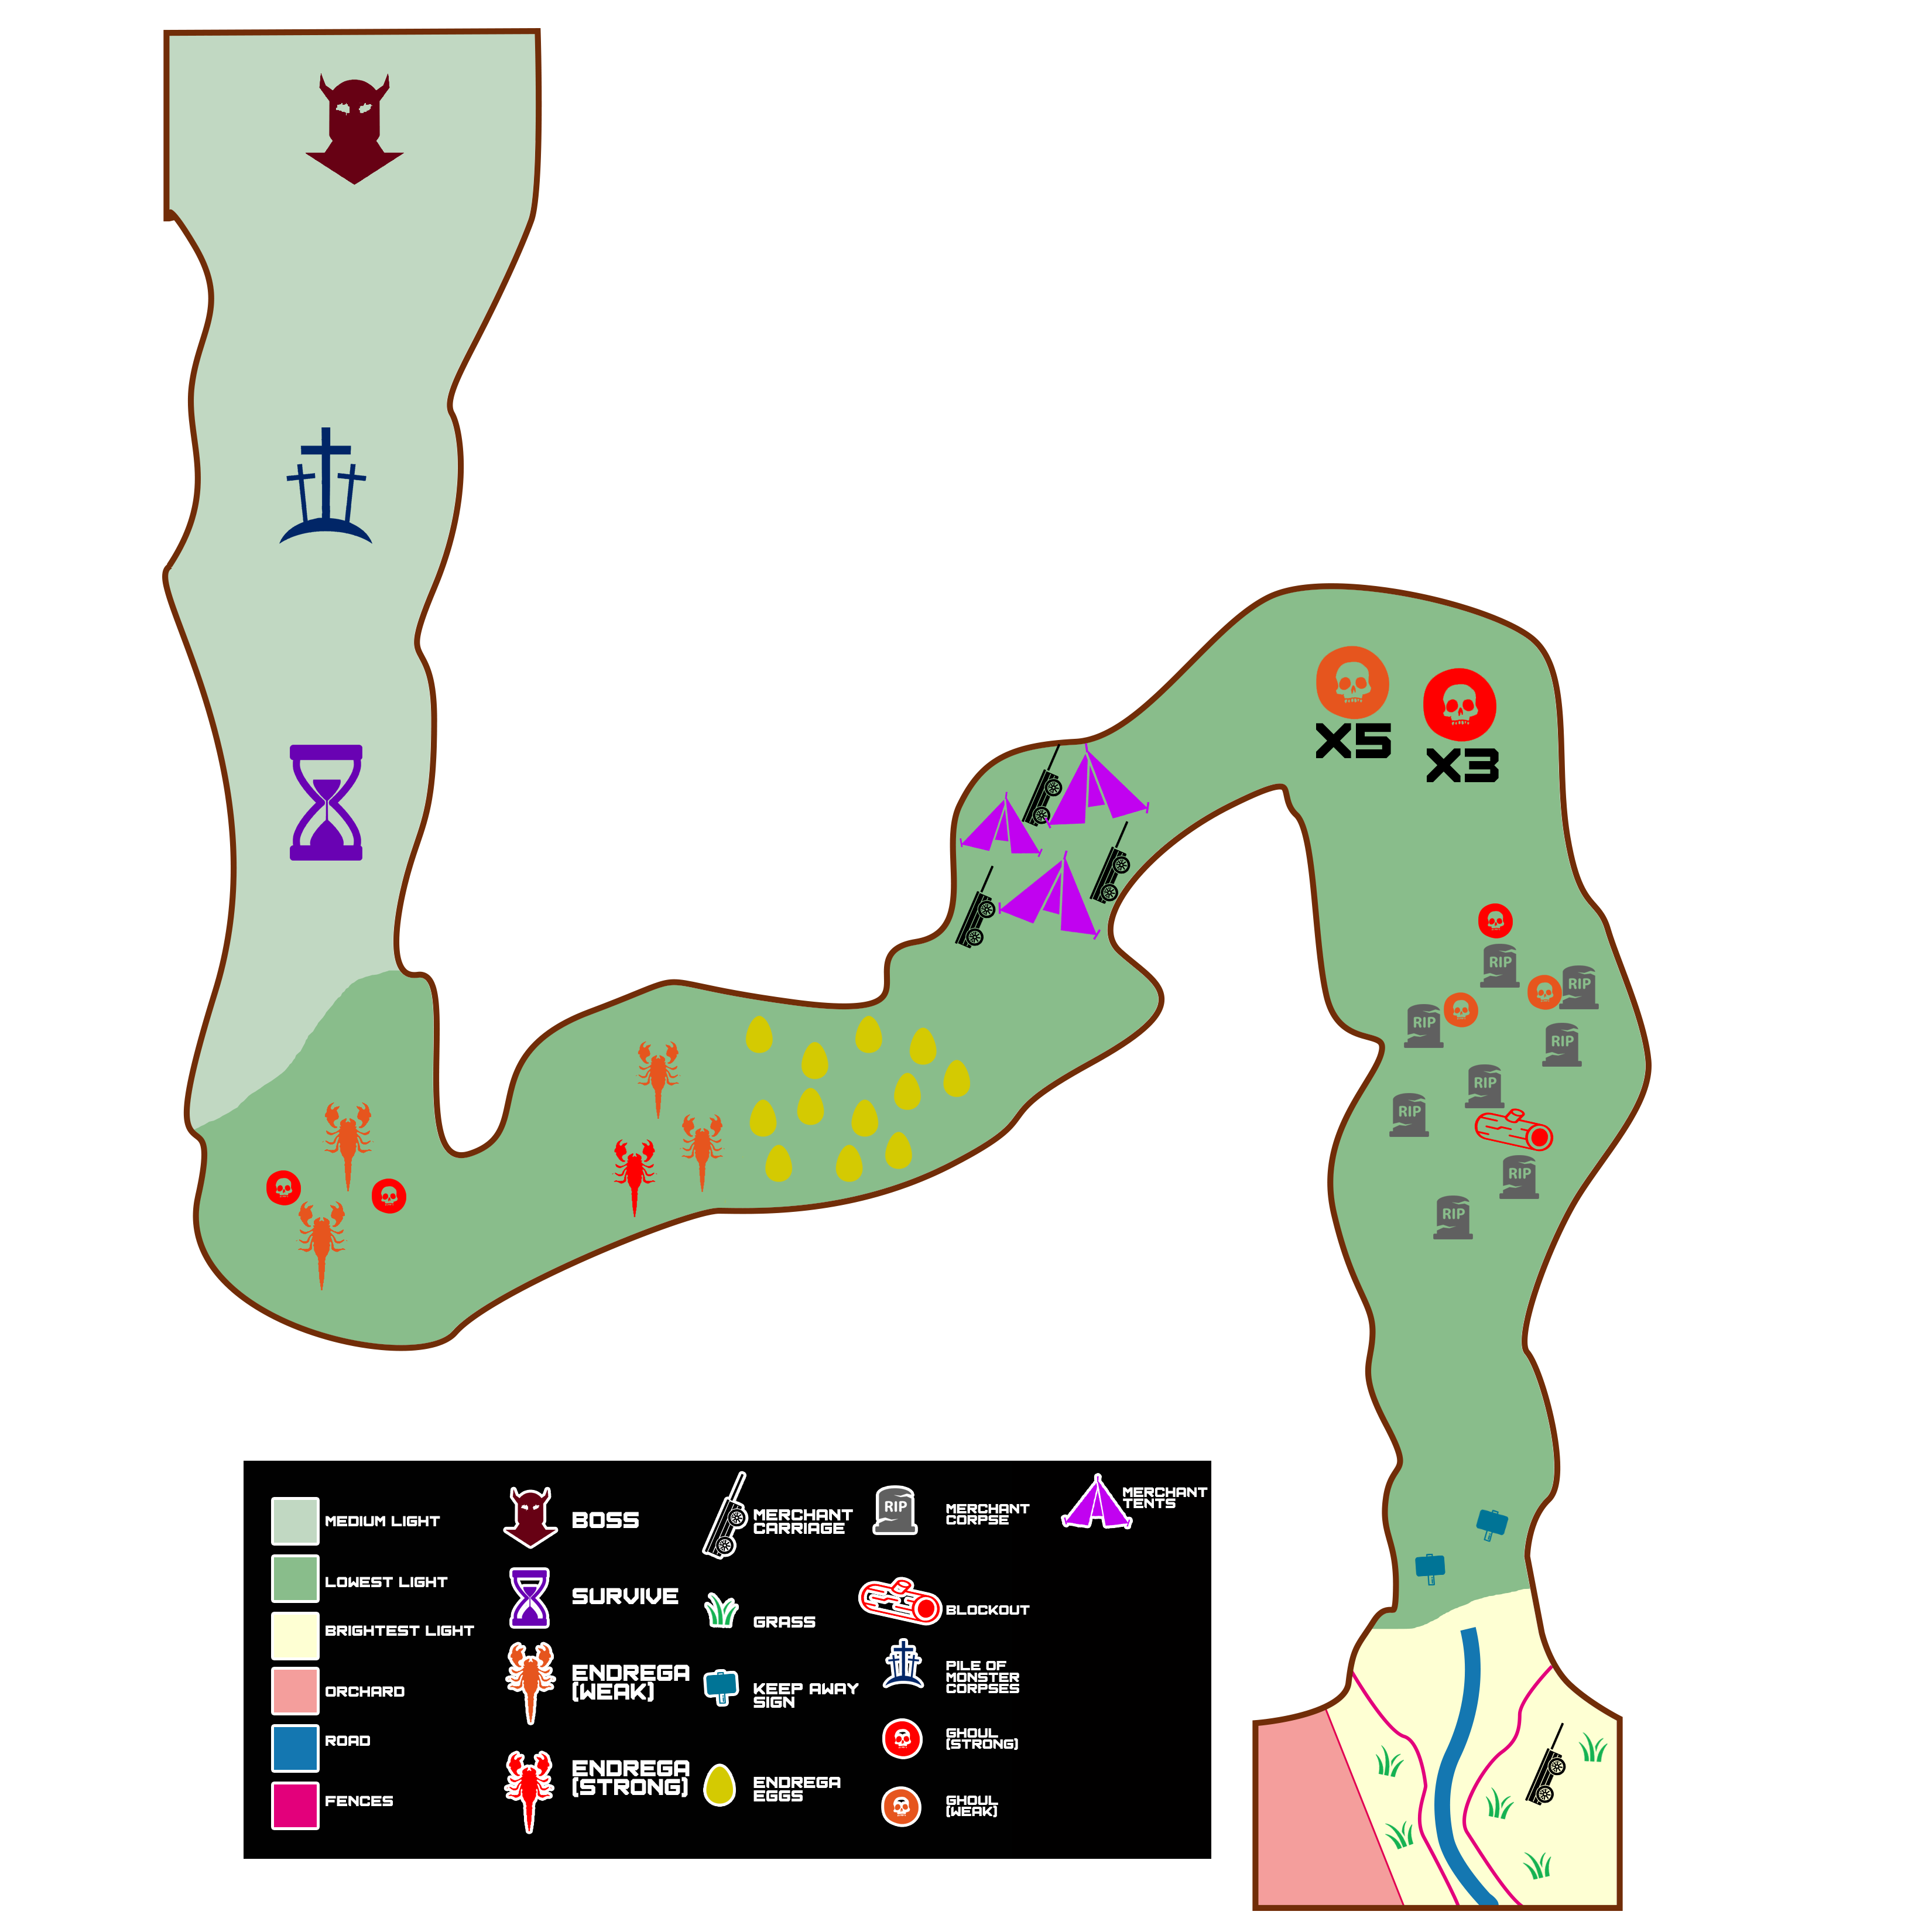 X5
X3
RIP
RIP
RIP
RIP
RIP
RIP
RIP
RIP
MEDIUM LIGHT
LOWEST LIGHT
BRIGHTEST LIGHT
ORCHARD
ROAD
FENCES
BOSS
SURVIVE
ENDREGA
(WEAK)
ENDREGA
(STRONG)
MERCHANT
CARRIAGE
GRASS
KEEP AWAY
SIGN
ENDREGA
EGGS
RIP
MERCHANT
CORPSE
BLOCKOUT
PILE OF
MONSTER
CORPSES
GHOUL
(STRONG)
GHOUL
(WEAK)
MERCHANT
TENTS